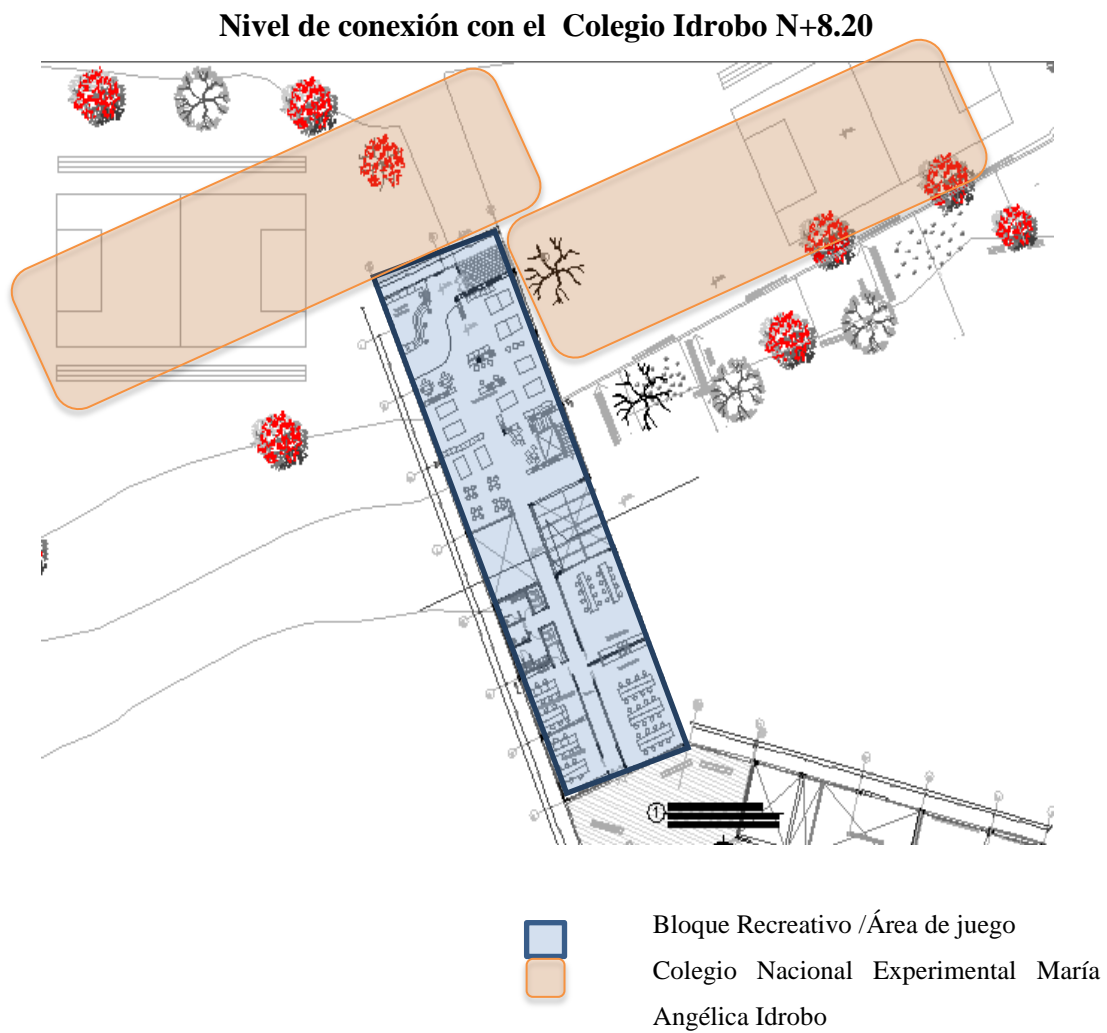 Nivel de conexión con el Colegio Idrobo N+8.20
1
Bloque Recreativo /Área de juego
Colegio Nacional Experimental María
Angélica Idrobo